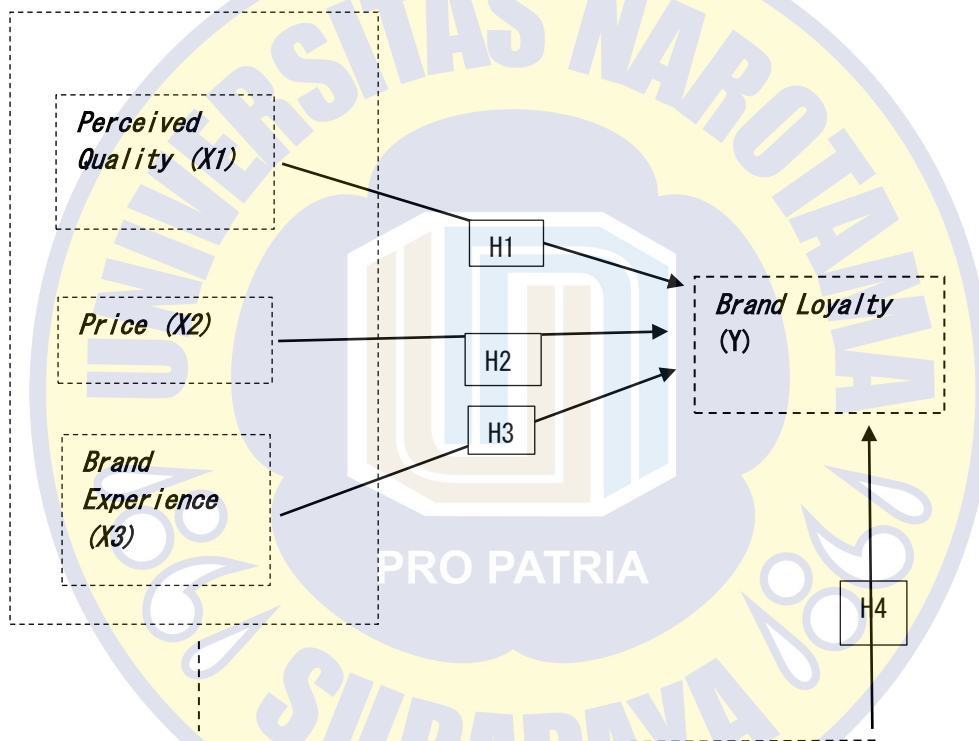 UNIVERSITAS NAROTAMA
Perceived
Quality (X1)
H1
Brand Loyalty
(Y)
Price (X2)
H2
H3
Brand
Experience
(X3)
PRO PATRIA
H4
SURABAYA